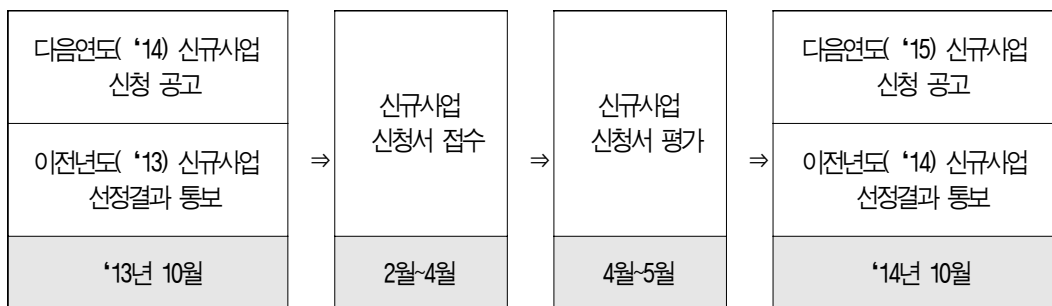 다음연도( ‘14) 신규사업
신청 공고
이전년도( ‘13) 신규사업
선정결과 통보
‘13년 10월
⇒
신규사업
신청서 접수
2월~4월
⇒
신규사업
신청서 평가
4월~5월
⇒
다음연도( ‘15) 신규사업
신청 공고
이전년도( ‘14) 신규사업
선정결과 통보
‘14년 10월